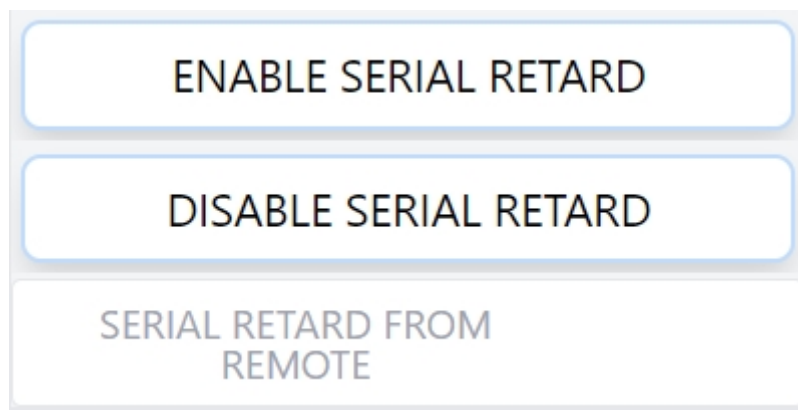 ENABLE SERIAL RETARD
DISABLE SERIAL RETARD
SERIAL RETARD FROM
REMOTE